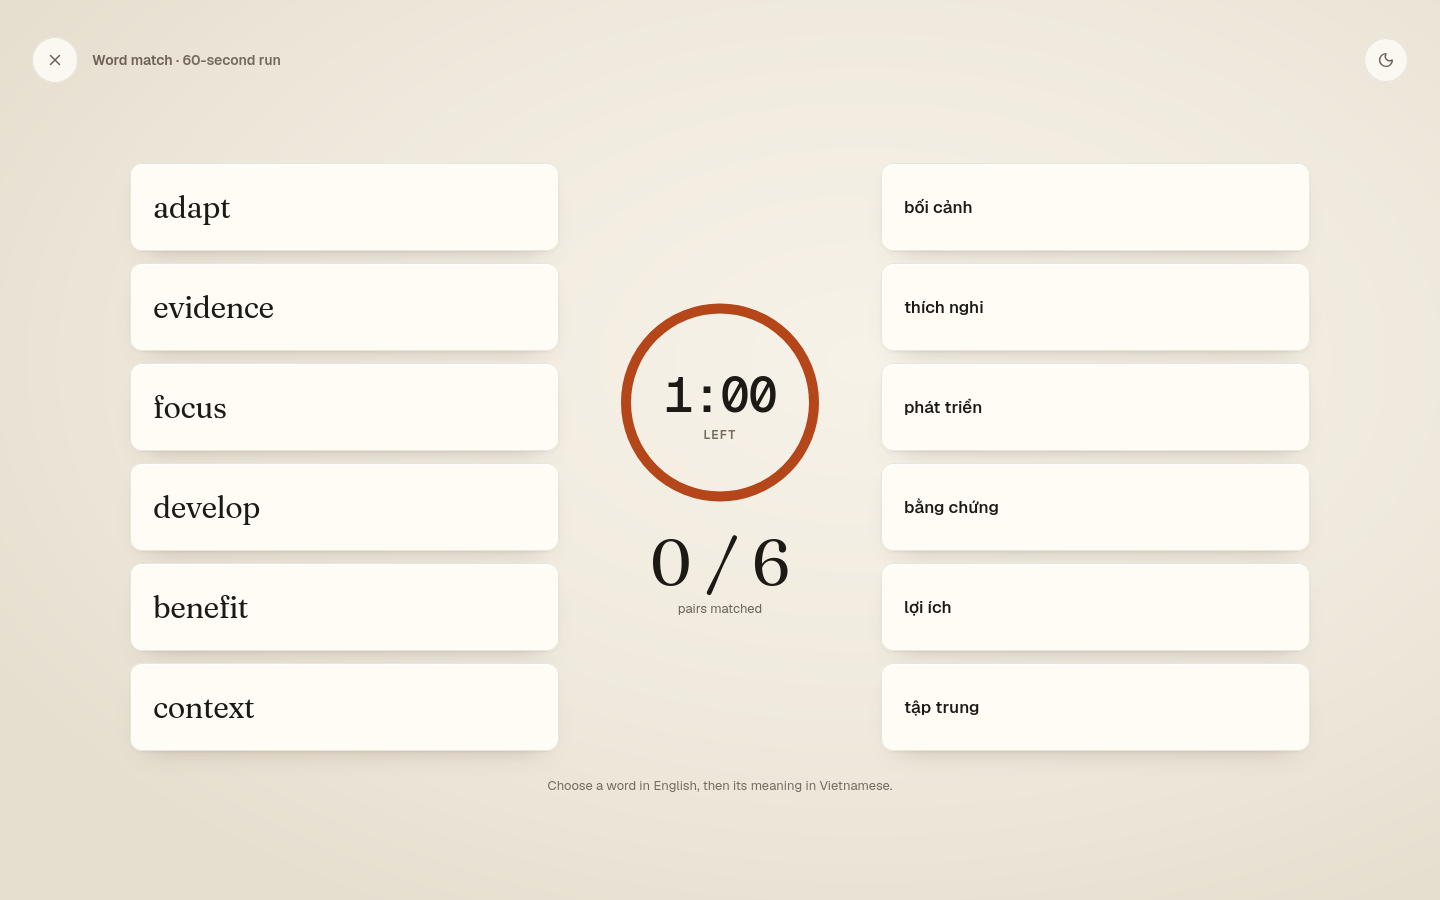 Word match · 60-second run
adapt
evidence
focus
develop
benefit
context
1:00
LEFT
0 / 6
pairs matched
bối cảnh
thích nghi
phát triển
bằng chứng
lợi ích
tập trung
Choose a word in English, then its meaning in Vietnamese.